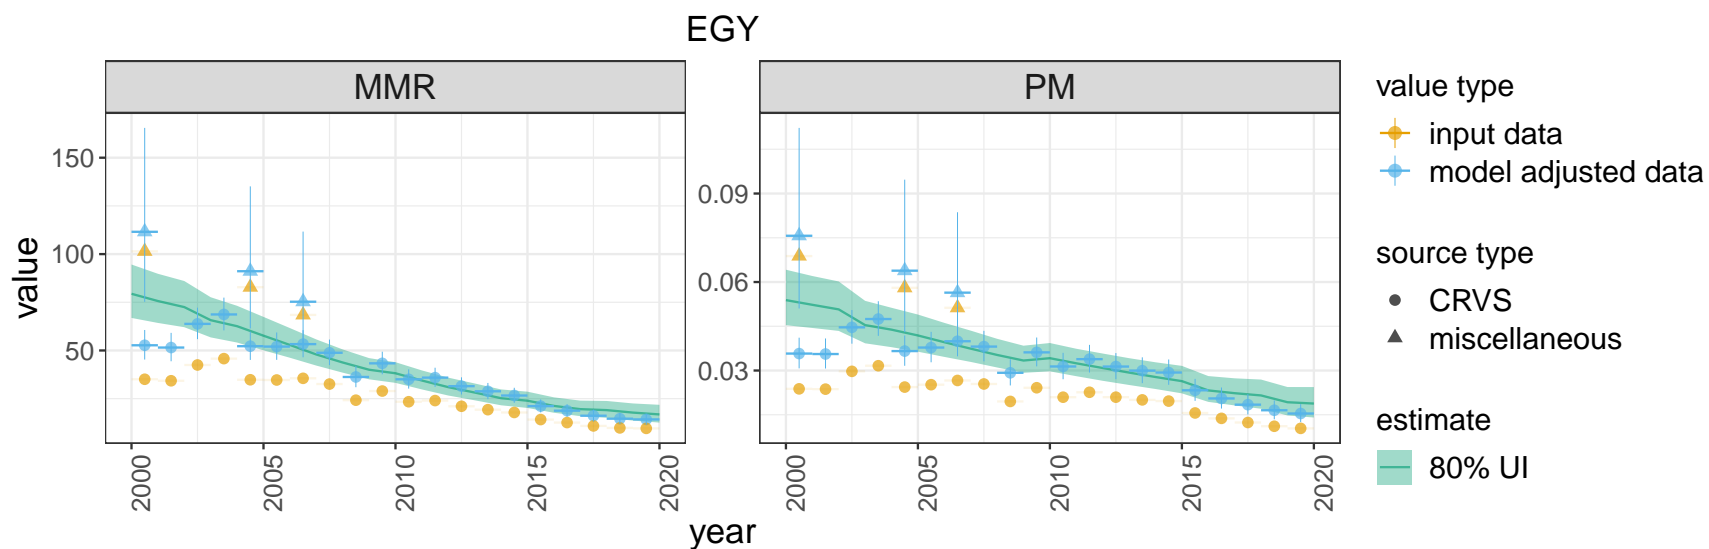 EGY
MMR
PM
value
150
100
50
0.09
0.06
0.03
2000
2005
2010
2015
2020
2000
2005
2010
2015
2020
year
value type
input data
model adjusted data
source type
CRVS
miscellaneous
estimate
80% UI